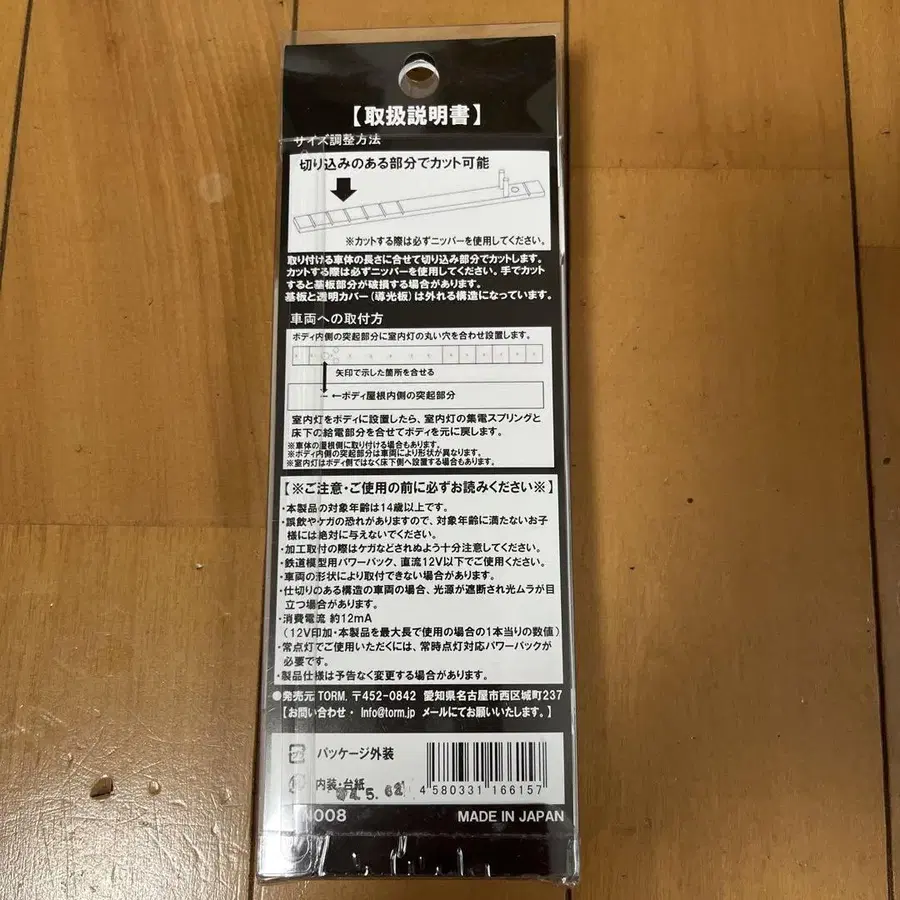 【取扱説明書】
サイズ調整方法
切り込みのある部分でカット可能
※カットする際は必ずニッパーを使用してください。
取り付ける車体の長さに合せて切り込み部分でカットします。
カットする際は必ずニッパーを使用してください。手でカット
すると基板部分が破損する場合があります。
基板と透明カバー(導光板)は外れる構造になっています。
車両への取付方
ボディ内側の突起部分に室内灯の丸い穴を合わせ設置します。
矢印で示した箇所を合せる
←ボディ屋根内側の突起部分
室内灯をボディに設置したら、室内灯の集電スプリングと
床下の給電部分を合せてボディを元に戻します。
※車体の屋根側に取り付ける場合もあります。
※ボディ内側の突起部分は車両により形状が異なります。
※室内灯はボディ側ではなく床下側へ設置する場合もあります。
【※ご注意・ご使用の前に必ずお読みください※】
・本製品の対象年齢は14歳以上です。
・誤飲やケガの恐れがありますので、対象年齢に満たないお子
様には絶対に与えないでください。
・加工取付の際はケガなどされぬよう十分注意してください。
・鉄道模型用パワーパック、直流12V以下でご使用ください。
・車両の形状により取付できない場合があります。
・仕切りのある構造の車両の場合、光源が遮断され光ムラが目
立つ場合があります。
・消費電流 約12mA
(12V印加・本製品を最大長で使用の場合の1本当りの数値)
・常点灯でご使用いただくには、常時点灯対応パワーパックが
必要です。
・製品仕様は予告なく変更する場合があります。
●発売元 TORM. 〒452-0842 愛知県名古屋市西区城町237
【お問い合わせ・ Info@torm.jp メールにてお願いいたします。】
パッケージ外装
内装・台紙
4 580331 166157
N008
MADE IN JAPAN